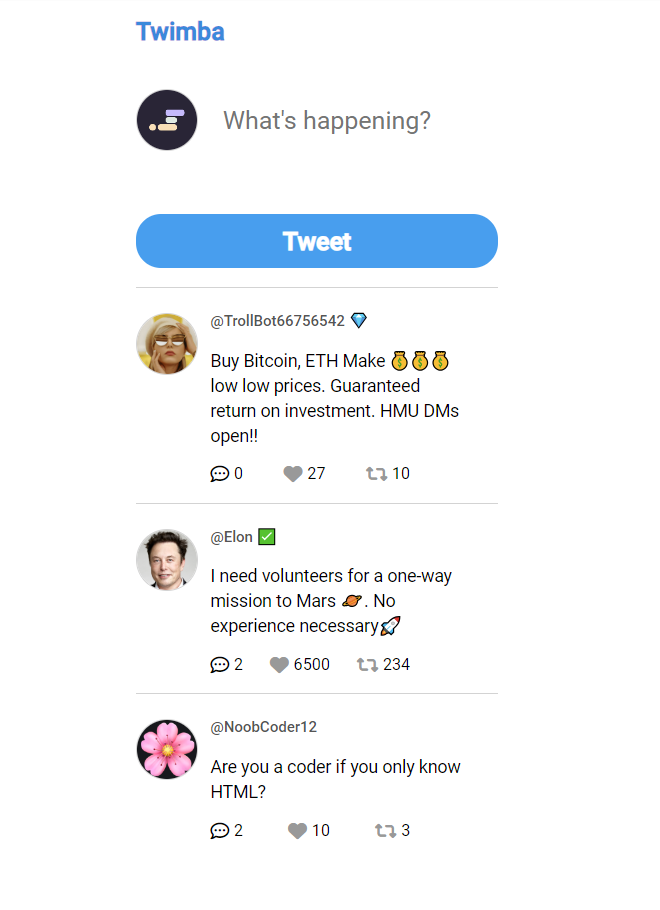 Twimba
What's happening?
Tweet
@TrollBot66756542 💎
Buy Bitcoin, ETH Make 💰💰💰
low low prices. Guaranteed
return on investment. HMU DMs
open!!
0 27 10
@Elon ✅
I need volunteers for a one-way
mission to Mars 🪐. No
experience necessary🚀
2 6500 234
@NoobCoder12
Are you a coder if you only know
HTML?
2 10 3